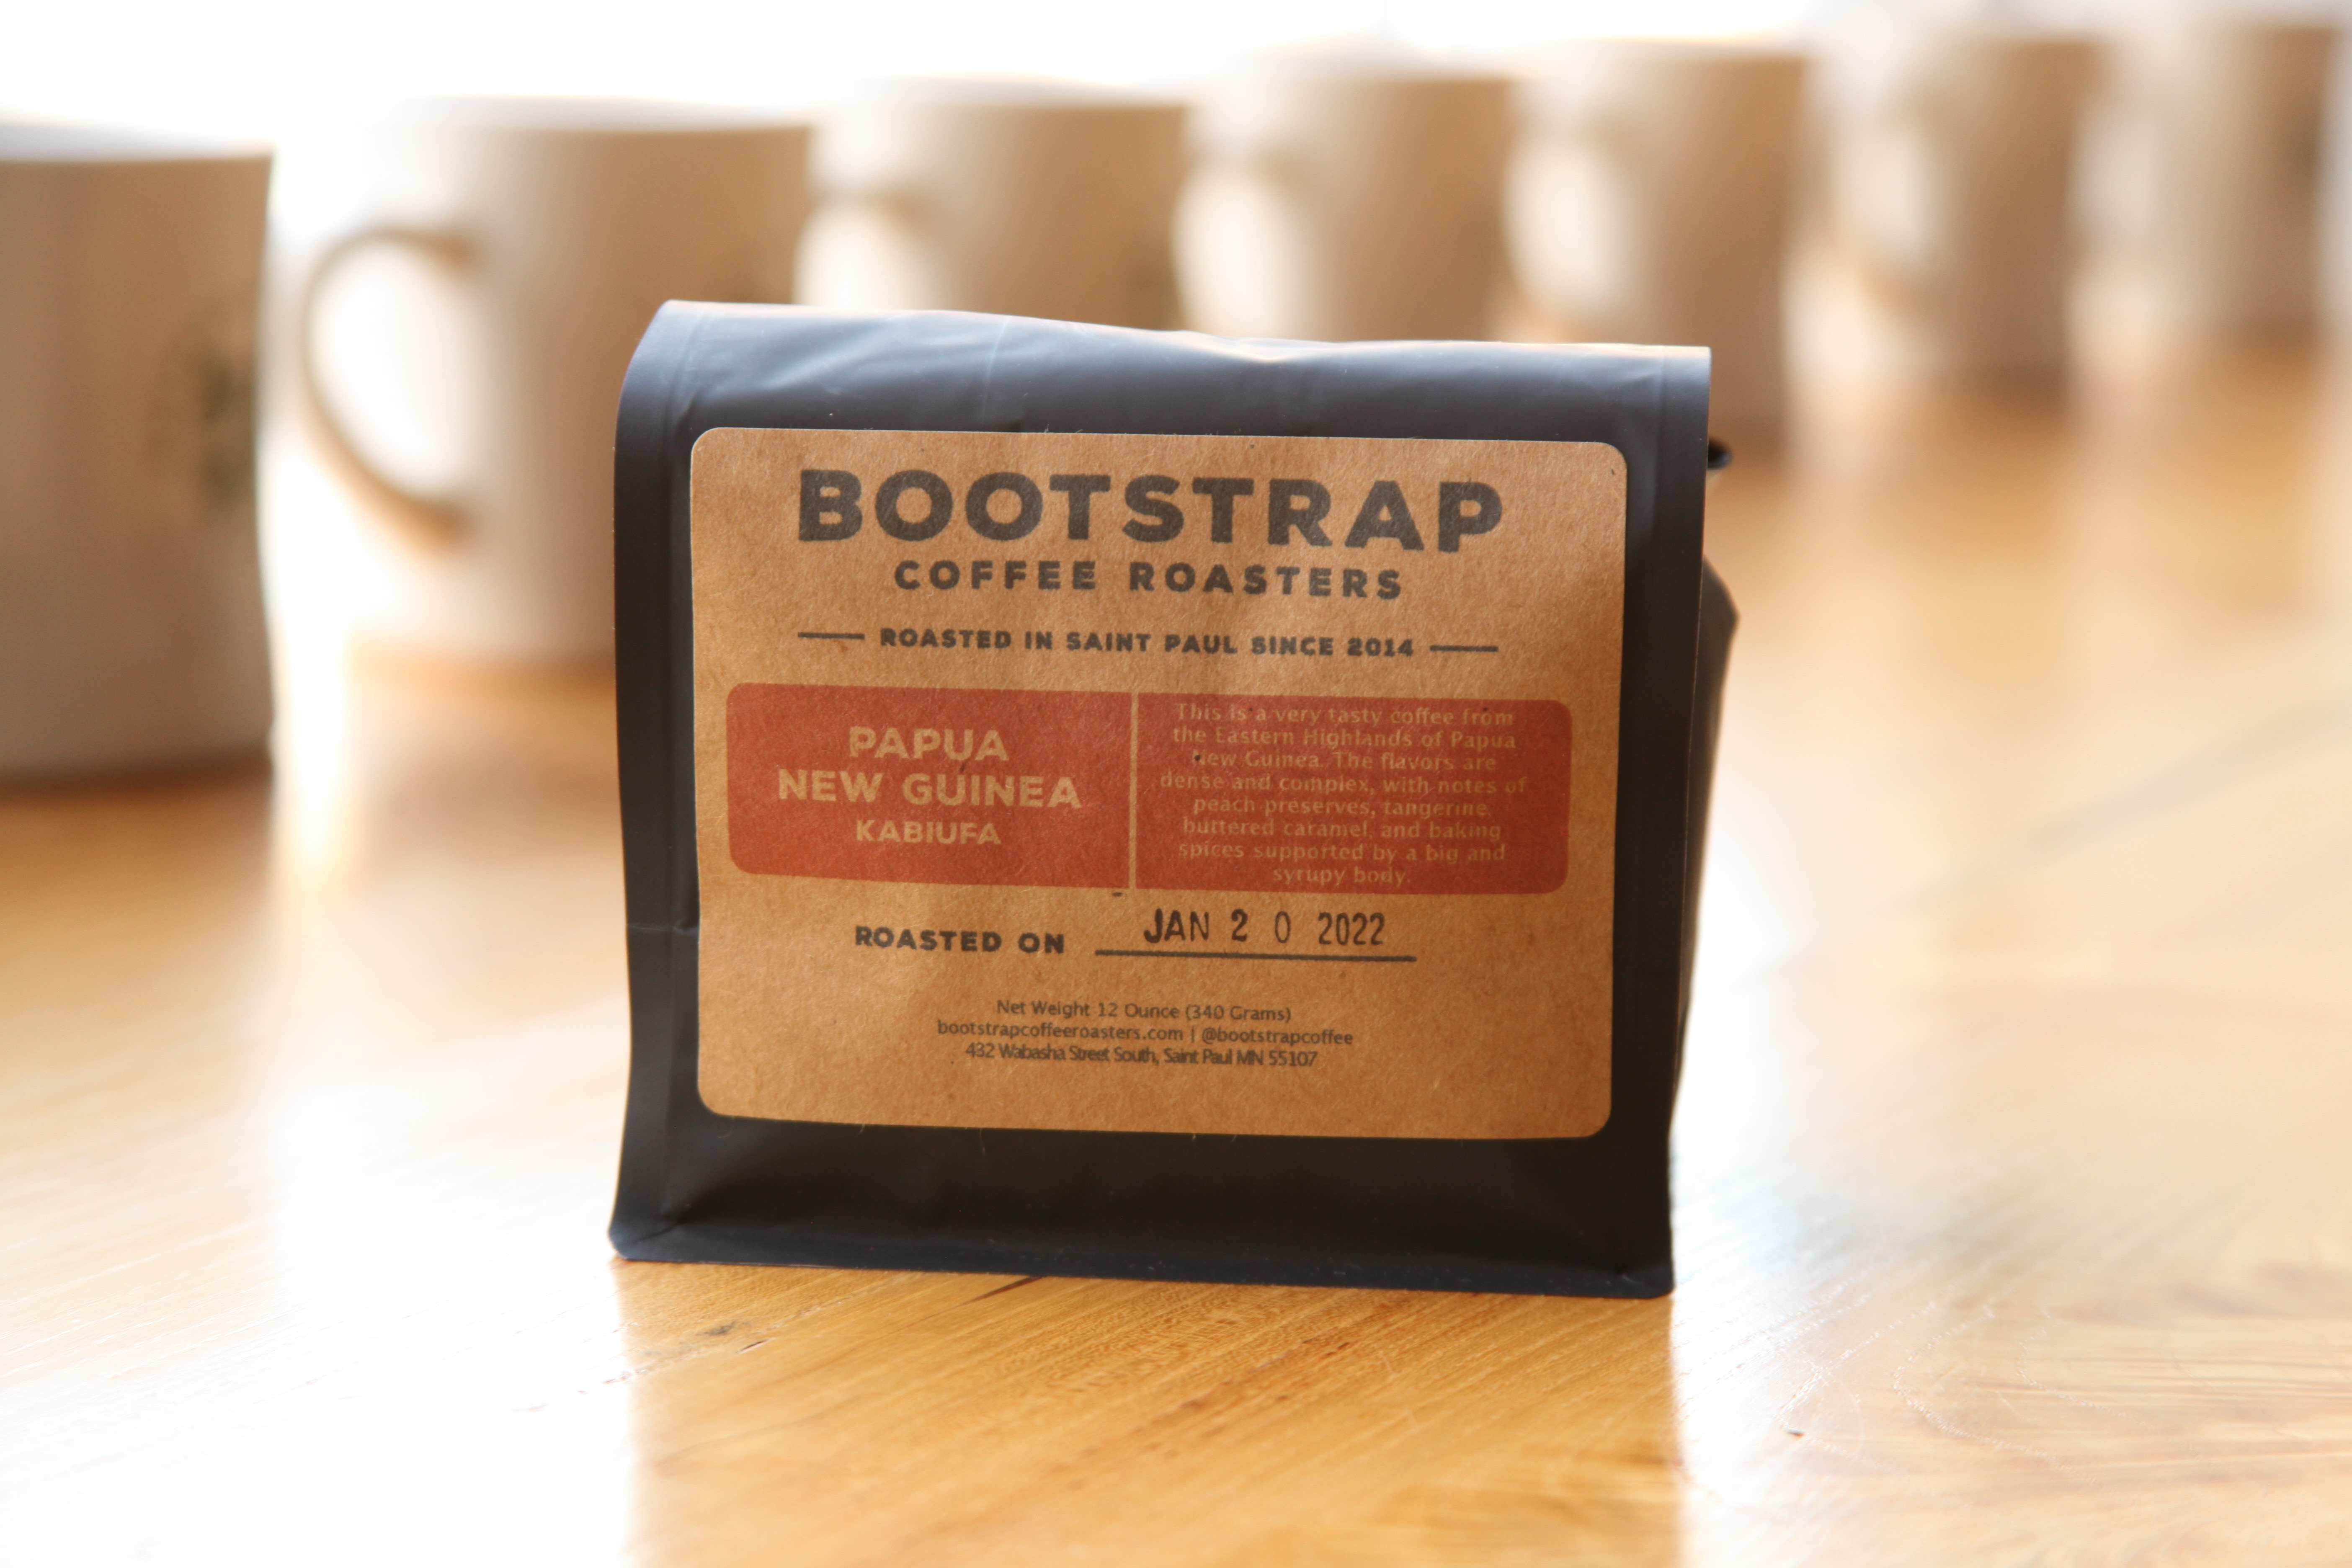 BOOTSTRAP
COFFEE ROASTERS
ROASTED IN SAINT PAUL SINCE 2014
PAPUA
NEW GUINEA
KABIUFA
This is a very tasty coffee from
the Eastern Highlands of Papua
New Guinea. The flavors are
dense and complex, with notes of
peach preserves, tangerine,
buttered caramel, and baking
spices supported by a big and
syrupy body.
ROASTED ON JAN 2 0 2022
Net Weight 12 Ounce (340 Grams)
bootstrapcoffeeroasters.com | @bootstrapcoffee
432 Wabasha Street South, Saint Paul MN 55107